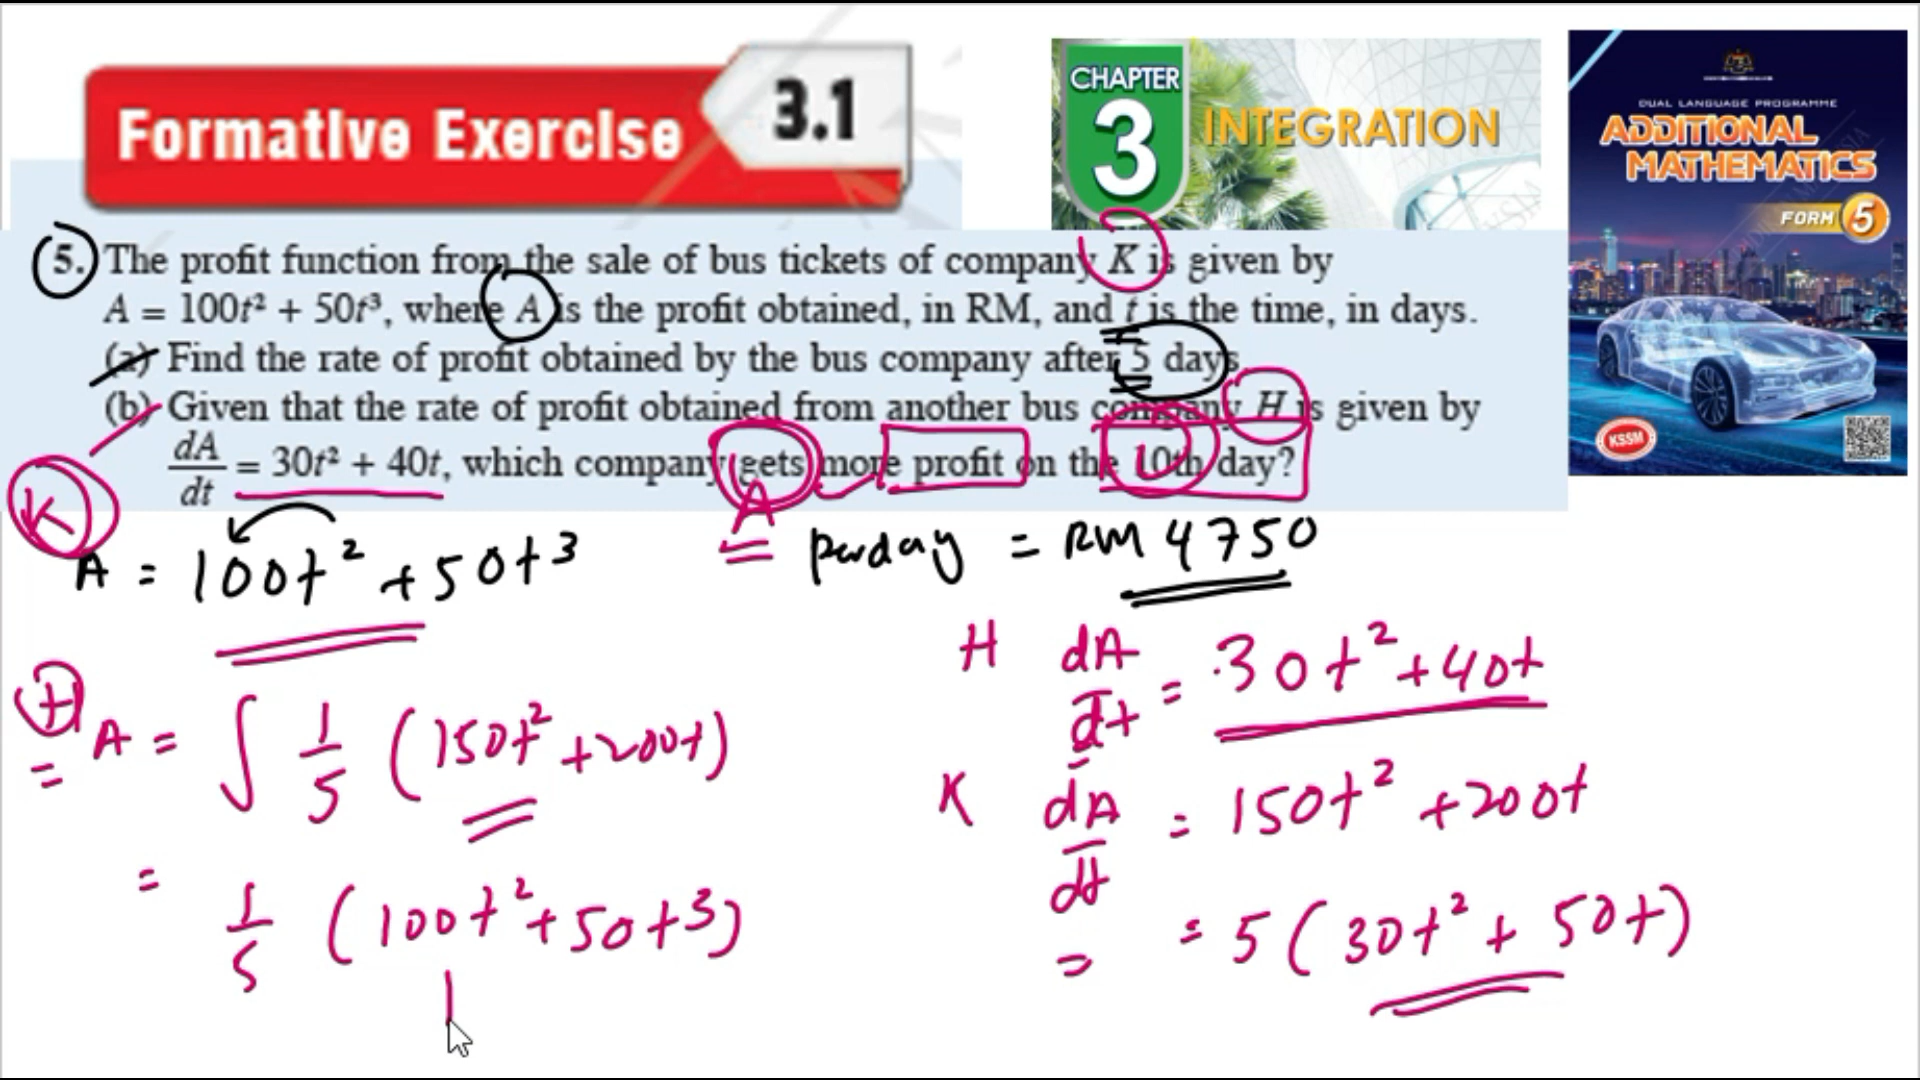 Formative Exercise 3.1
CHAPTER 3 INTEGRATION
DUAL LANGUAGE PROGRAMME
ADDITIONAL
MATHEMATICS
FORM 5
KSSM
5. The profit function from the sale of bus tickets of company K is given by
A = 100t² + 50t³, where A is the profit obtained, in RM, and t is the time, in days.
(a) Find the rate of profit obtained by the bus company after 5 days.
(b) Given that the rate of profit obtained from another bus company H is given by
dA/dt = 30t² + 40t, which company gets more profit on the 10th day?
K
A = 100t² + 50t³
A perday = RM 4750
H dA/dt = 30t² + 40t
H A = ∫ 1/5 (150t² + 200t)
K dA/dt = 150t² + 200t
= 1/5 (100t² + 50t³)
= 5 (30t² + 50t)